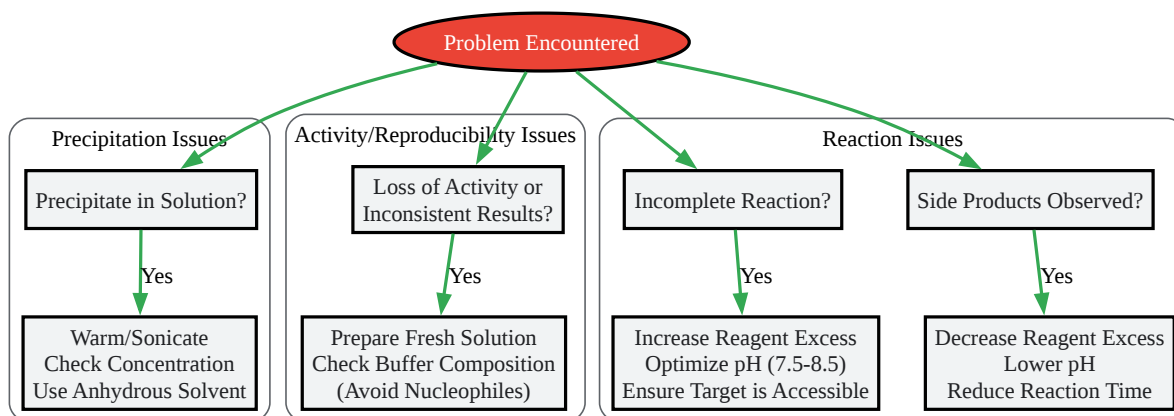 Problem Encountered
Precipitation Issues
Activity/Reproducibility Issues
Reaction Issues
Precipitate in Solution?
Loss of Activity or
Inconsistent Results?
Incomplete Reaction?
Side Products Observed?
Yes
Yes
Yes
Yes
Warm/Sonicate
Check Concentration
Use Anhydrous Solvent
Prepare Fresh Solution
Check Buffer Composition
(Avoid Nucleophiles)
Increase Reagent Excess
Optimize pH (7.5-8.5)
Ensure Target is Accessible
Decrease Reagent Excess
Lower pH
Reduce Reaction Time